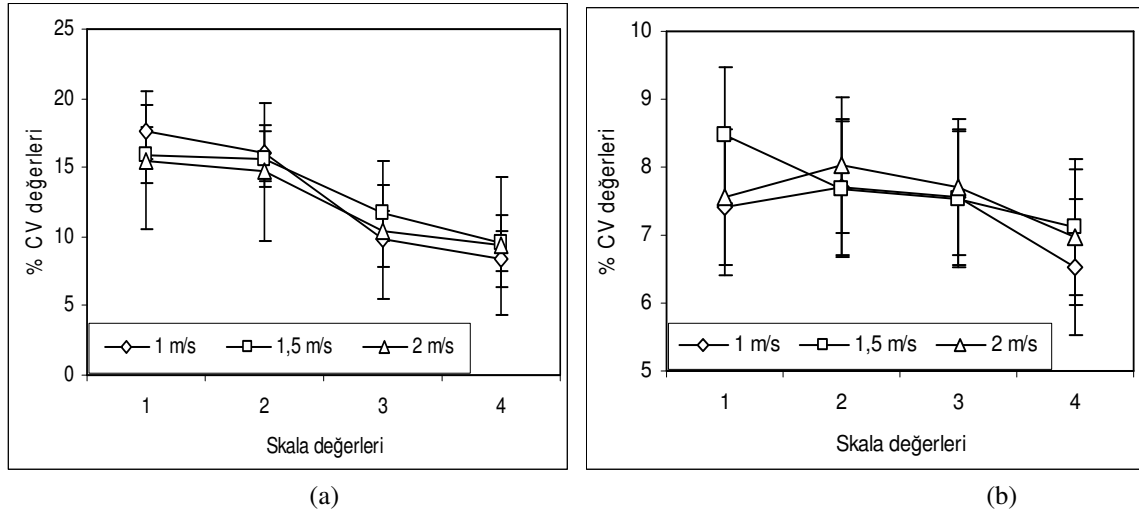 25
20
15
10
5
0
% CV değerleri
1 m/s 1,5 m/s 2 m/s
1 2 3 4
Skala değerleri
(a)
10
9
8
7
6
5
% CV değerleri
1 m/s 1,5 m/s 2 m/s
1 2 3 4
Skala değerleri
(b)